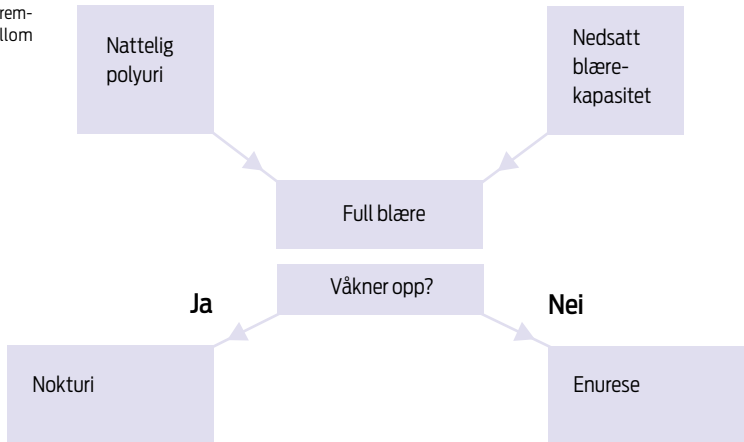 rem-
llom
Nattelig
polyuri
Nedsatt
blære-
kapasitet
Full blære
Våkner opp?
Ja
Nei
Nokturi
Enurese